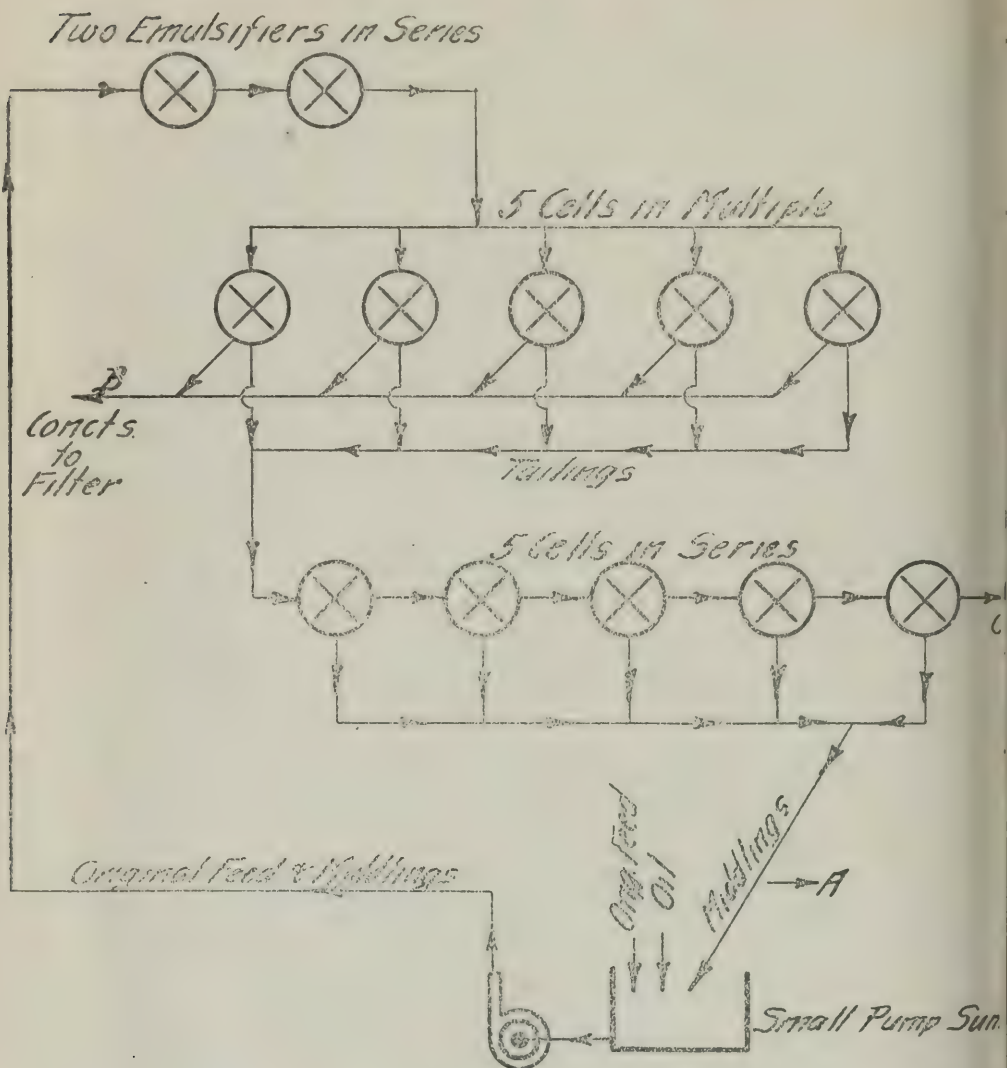 Two Emulsifiers in Series
5 Cells in Multiple
B
Concts.
to
Filter
Tailings
5 Cells in Series
C
Orig. Feed
Oil
Middlings
A
Original Feed & Middlings
Small Pump Sum